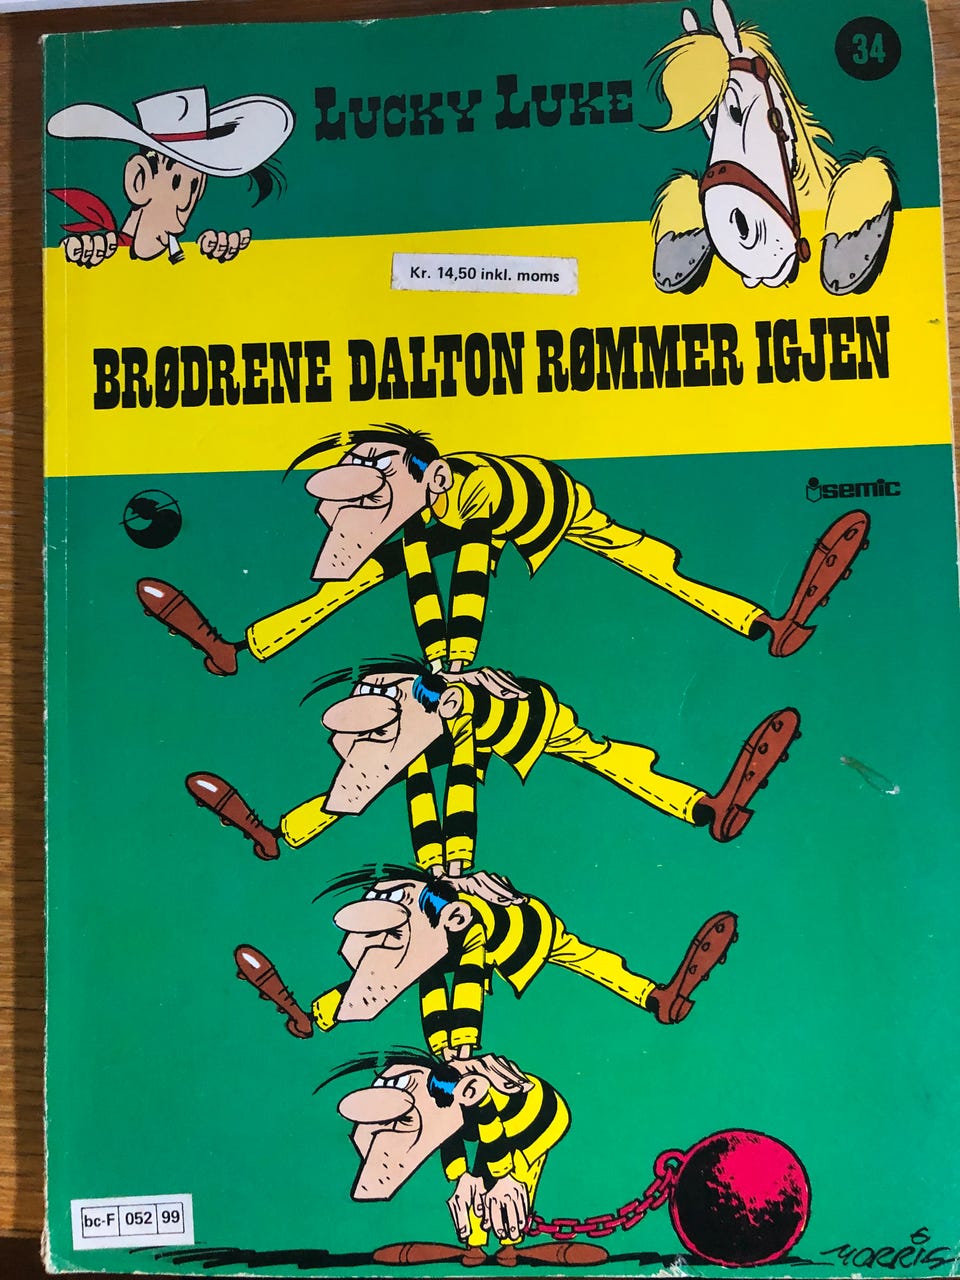 34
LUCKY LUKE
Kr. 14,50 inkl. moms
BRØDRENE DALTON RØMMER IGJEN
semic
bc-F 052 99
MORRIS